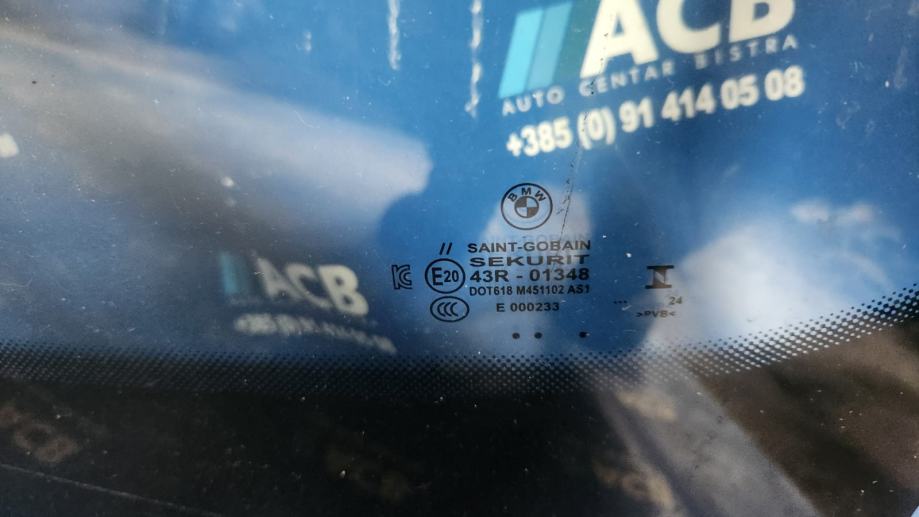 ACB
AUTO CENTAR BISTRA
+385 (0) 91 414 05 08
BMW
//
SAINT-GOBAIN
SEKURIT
E20
43R - 01348
DOT618 M451102 AS1
CCC
E 000233
I
... 24
>PVB<
ACB